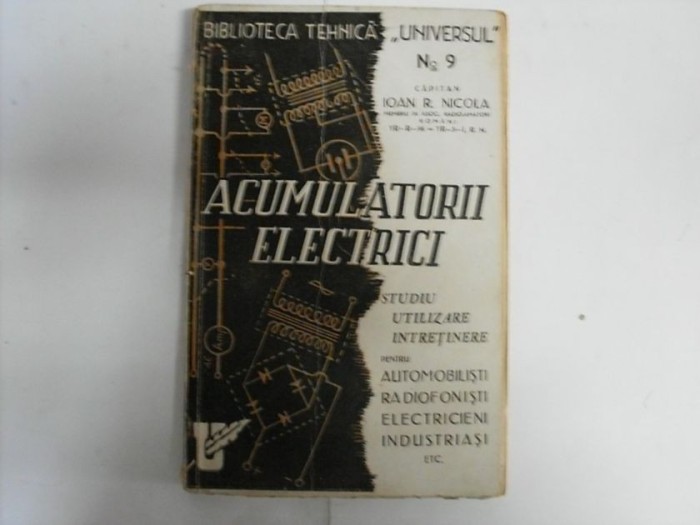 BIBLIOTECA TEHNICĂ „UNIVERSUL"
No 9
CĂPITAN
IOAN R. NICOLA
ROMÂNI
ACUMULATORII
ELECTRICI
STUDIU
UTILIZARE
INTREȚINERE
PENTRU
AUTOMOBILIȘTI
RADIOFONIȘTI
ELECTRICIENI
INDUSTRIAȘI
ETC.
U